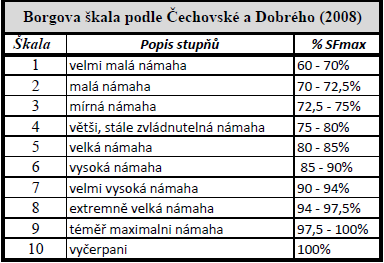 Borgova škala podle Čechovské a Dobrého (2008)
Škala Popis stupňů % SFmax
1 velmi malá námaha 60 - 70%
2 malá námaha 70 - 72,5%
3 mírná námaha 72,5 - 75%
4 větši, stále zvládnutelná námaha 75 - 80%
5 velká námaha 80 - 85%
6 vysoká námaha 85 - 90%
7 velmi vysoká námaha 90 - 94%
8 extremně velká námaha 94 - 97,5%
9 téměř maximalni námaha 97,5 - 100%
10 vyčerpani 100%